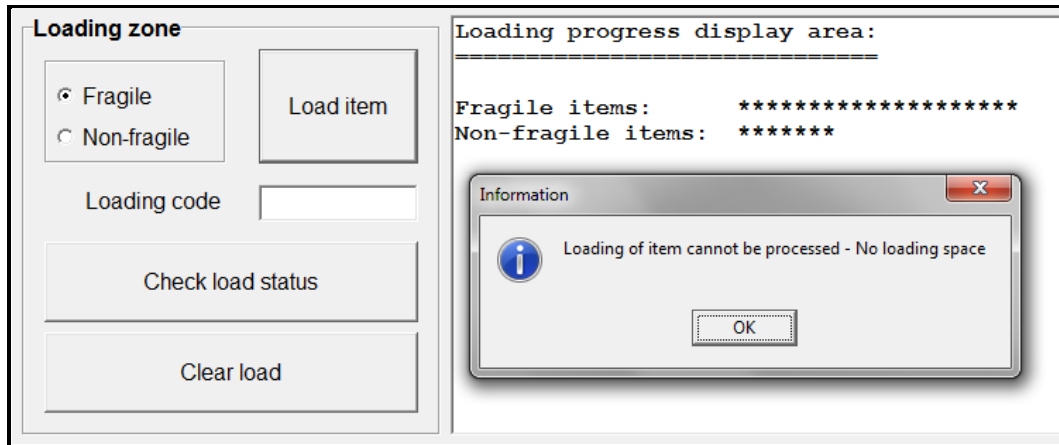 Loading zone
Fragile
Non-fragile
Load item
Loading code
Check load status
Clear load
Loading progress display area:
==============================
Fragile items: ********************
Non-fragile items: *******
Information
x
Loading of item cannot be processed - No loading space
OK